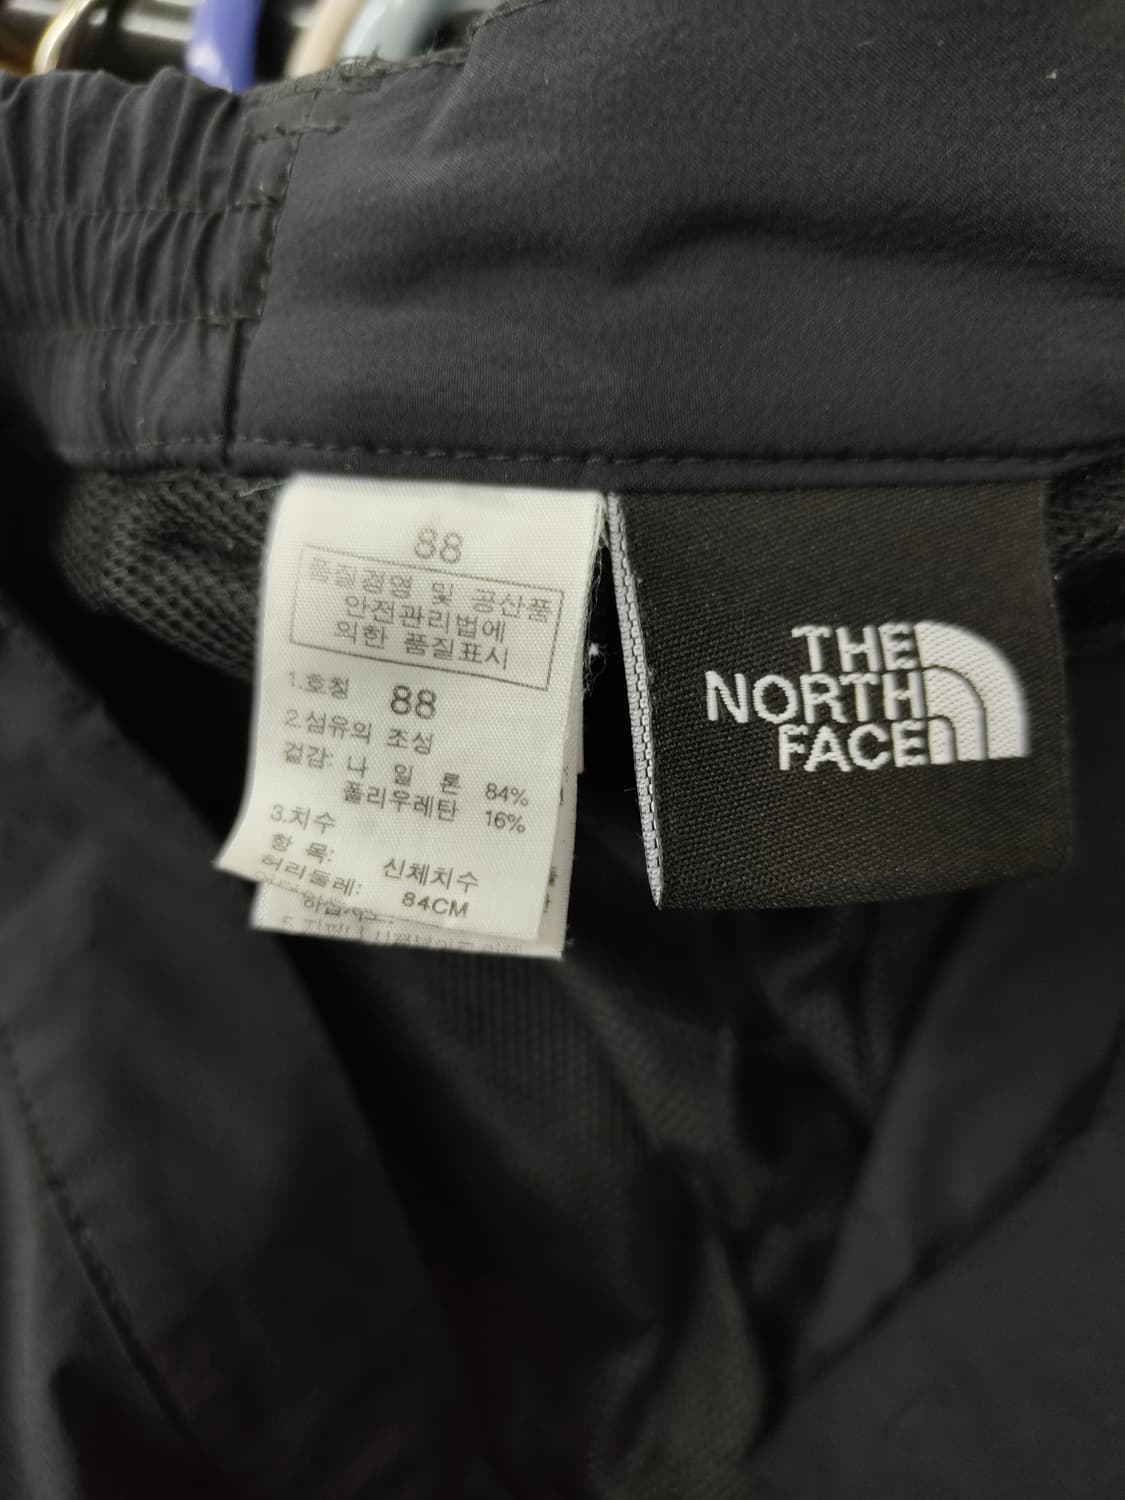 88
품질경영 및 공산품
안전관리법에
의한 품질표시
1.호칭 88
2.섬유의 조성
겉감: 나 일 론 84%
폴리우레탄 16%
3.치수
항 목: 신체치수
허리둘레: 84CM
THE
NORTH
FACE